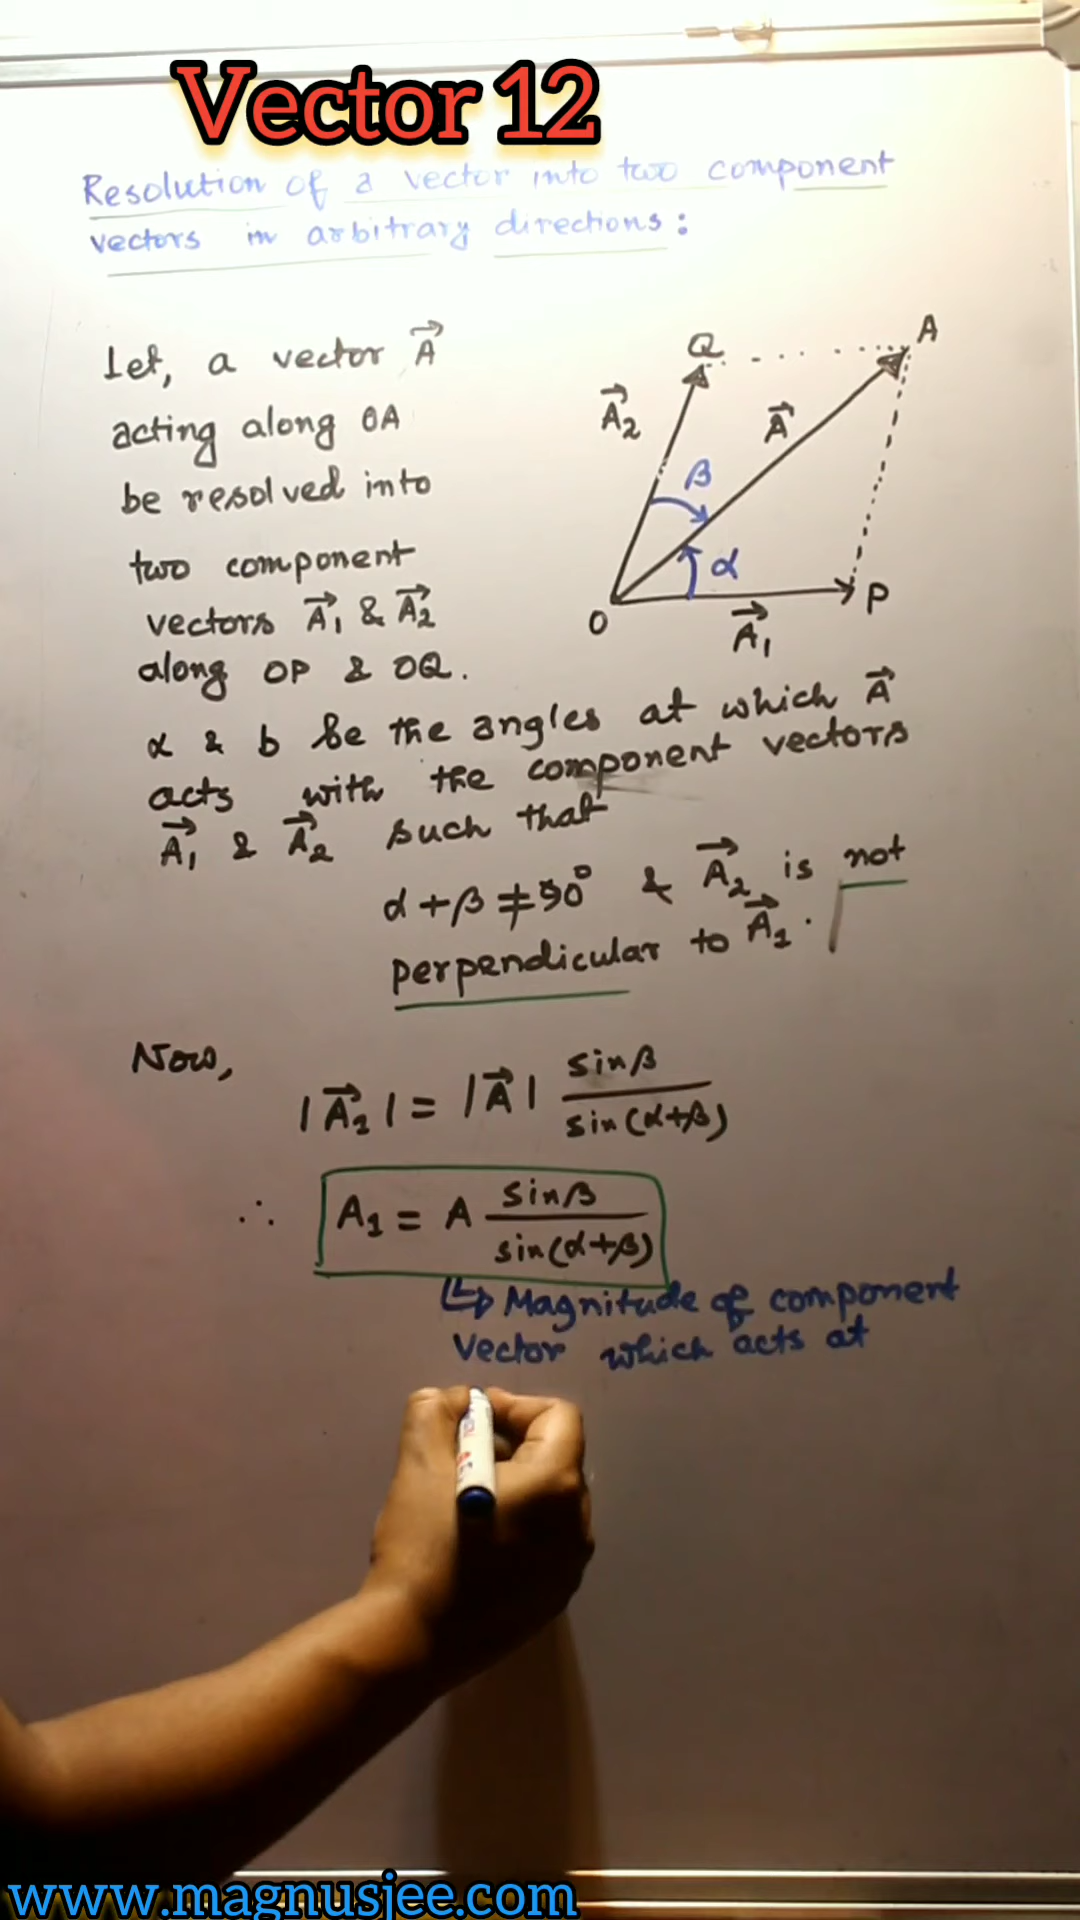 Vector 12
Resolution of a vector into two component
vectors in arbitrary directions:
Let, a vector A⃗
acting along OA
be resolved into
two component
vectors A⃗₁ & A⃗₂
along OP & OQ.
Q
A
A⃗₂
A⃗
β
α
O
P
A⃗₁
α & b be the angles at which A⃗
acts with the component vectors
A⃗₁ & A⃗₂ such that
α + β ≠ 90° & A⃗₂ is not
perpendicular to A⃗₁.
Now,
|A⃗₁| = |A⃗| sinβ / sin(α+β)
∴ A₁ = A sinβ / sin(α+β)
↳ Magnitude of component
vector which acts at
www.magnusjee.com